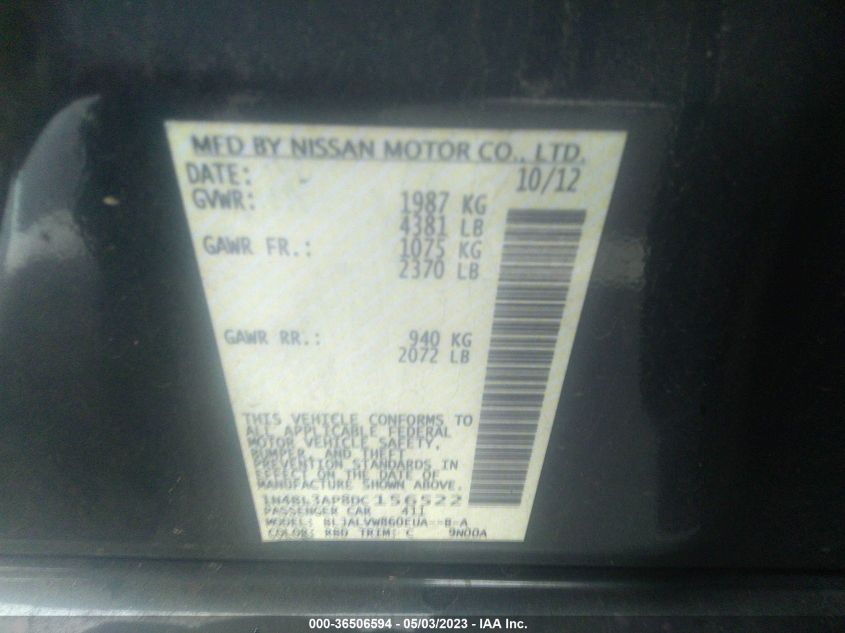 MFD BY NISSAN MOTOR CO., LTD.
DATE: 10/12
GVWR: 1987 KG
4381 LB
GAWR FR.: 1075 KG
2370 LB
GAWR RR.: 940 KG
2072 LB
THIS VEHICLE CONFORMS TO
ALL APPLICABLE FEDERAL
MOTOR VEHICLE SAFETY,
BUMPER, AND THEFT
PREVENTION STANDARDS IN
EFFECT ON THE DATE OF
MANUFACTURE SHOWN ABOVE.
1N4BL3AP8DC156522
PASSENGER CAR 41I
MODEL: BL3ALVW860EUA--B-A
COLOR: RBD TRIM: C 9N00A
000-36506594 - 05/03/2023 - IAA Inc.